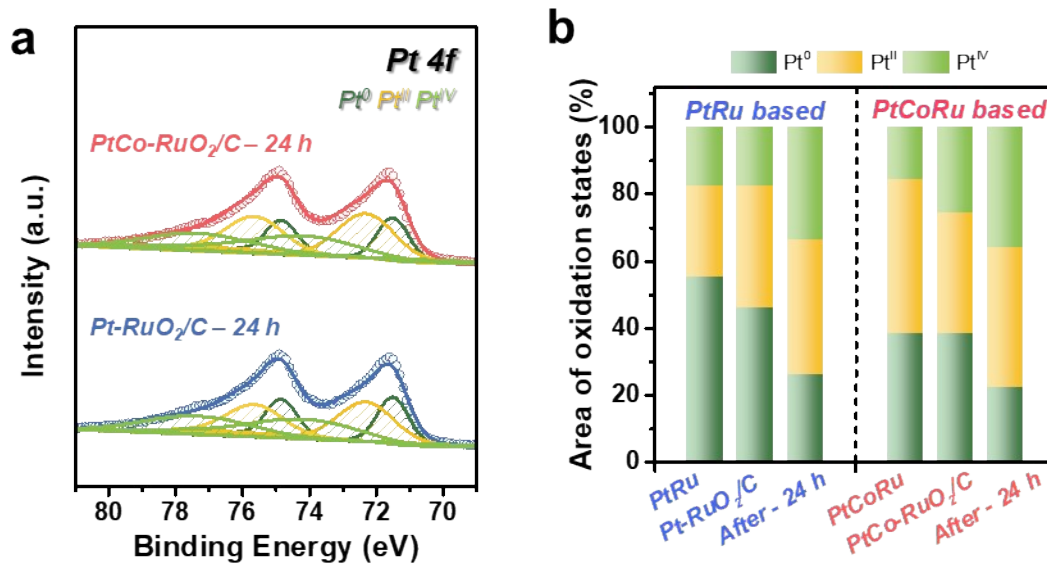 a
Pt 4f
Pt⁰ Ptᴵᴵ Ptᴵⱽ
PtCo-RuO₂/C – 24 h
Pt-RuO₂/C – 24 h
Intensity (a.u.)
80 78 76 74 72 70
Binding Energy (eV)
b
Pt⁰ Ptᴵᴵ Ptᴵⱽ
PtRu based
PtCoRu based
Area of oxidation states (%)
100
80
60
40
20
0
PtRu
Pt-RuO₂/C
After - 24 h
PtCoRu
PtCo-RuO₂/C
After - 24 h